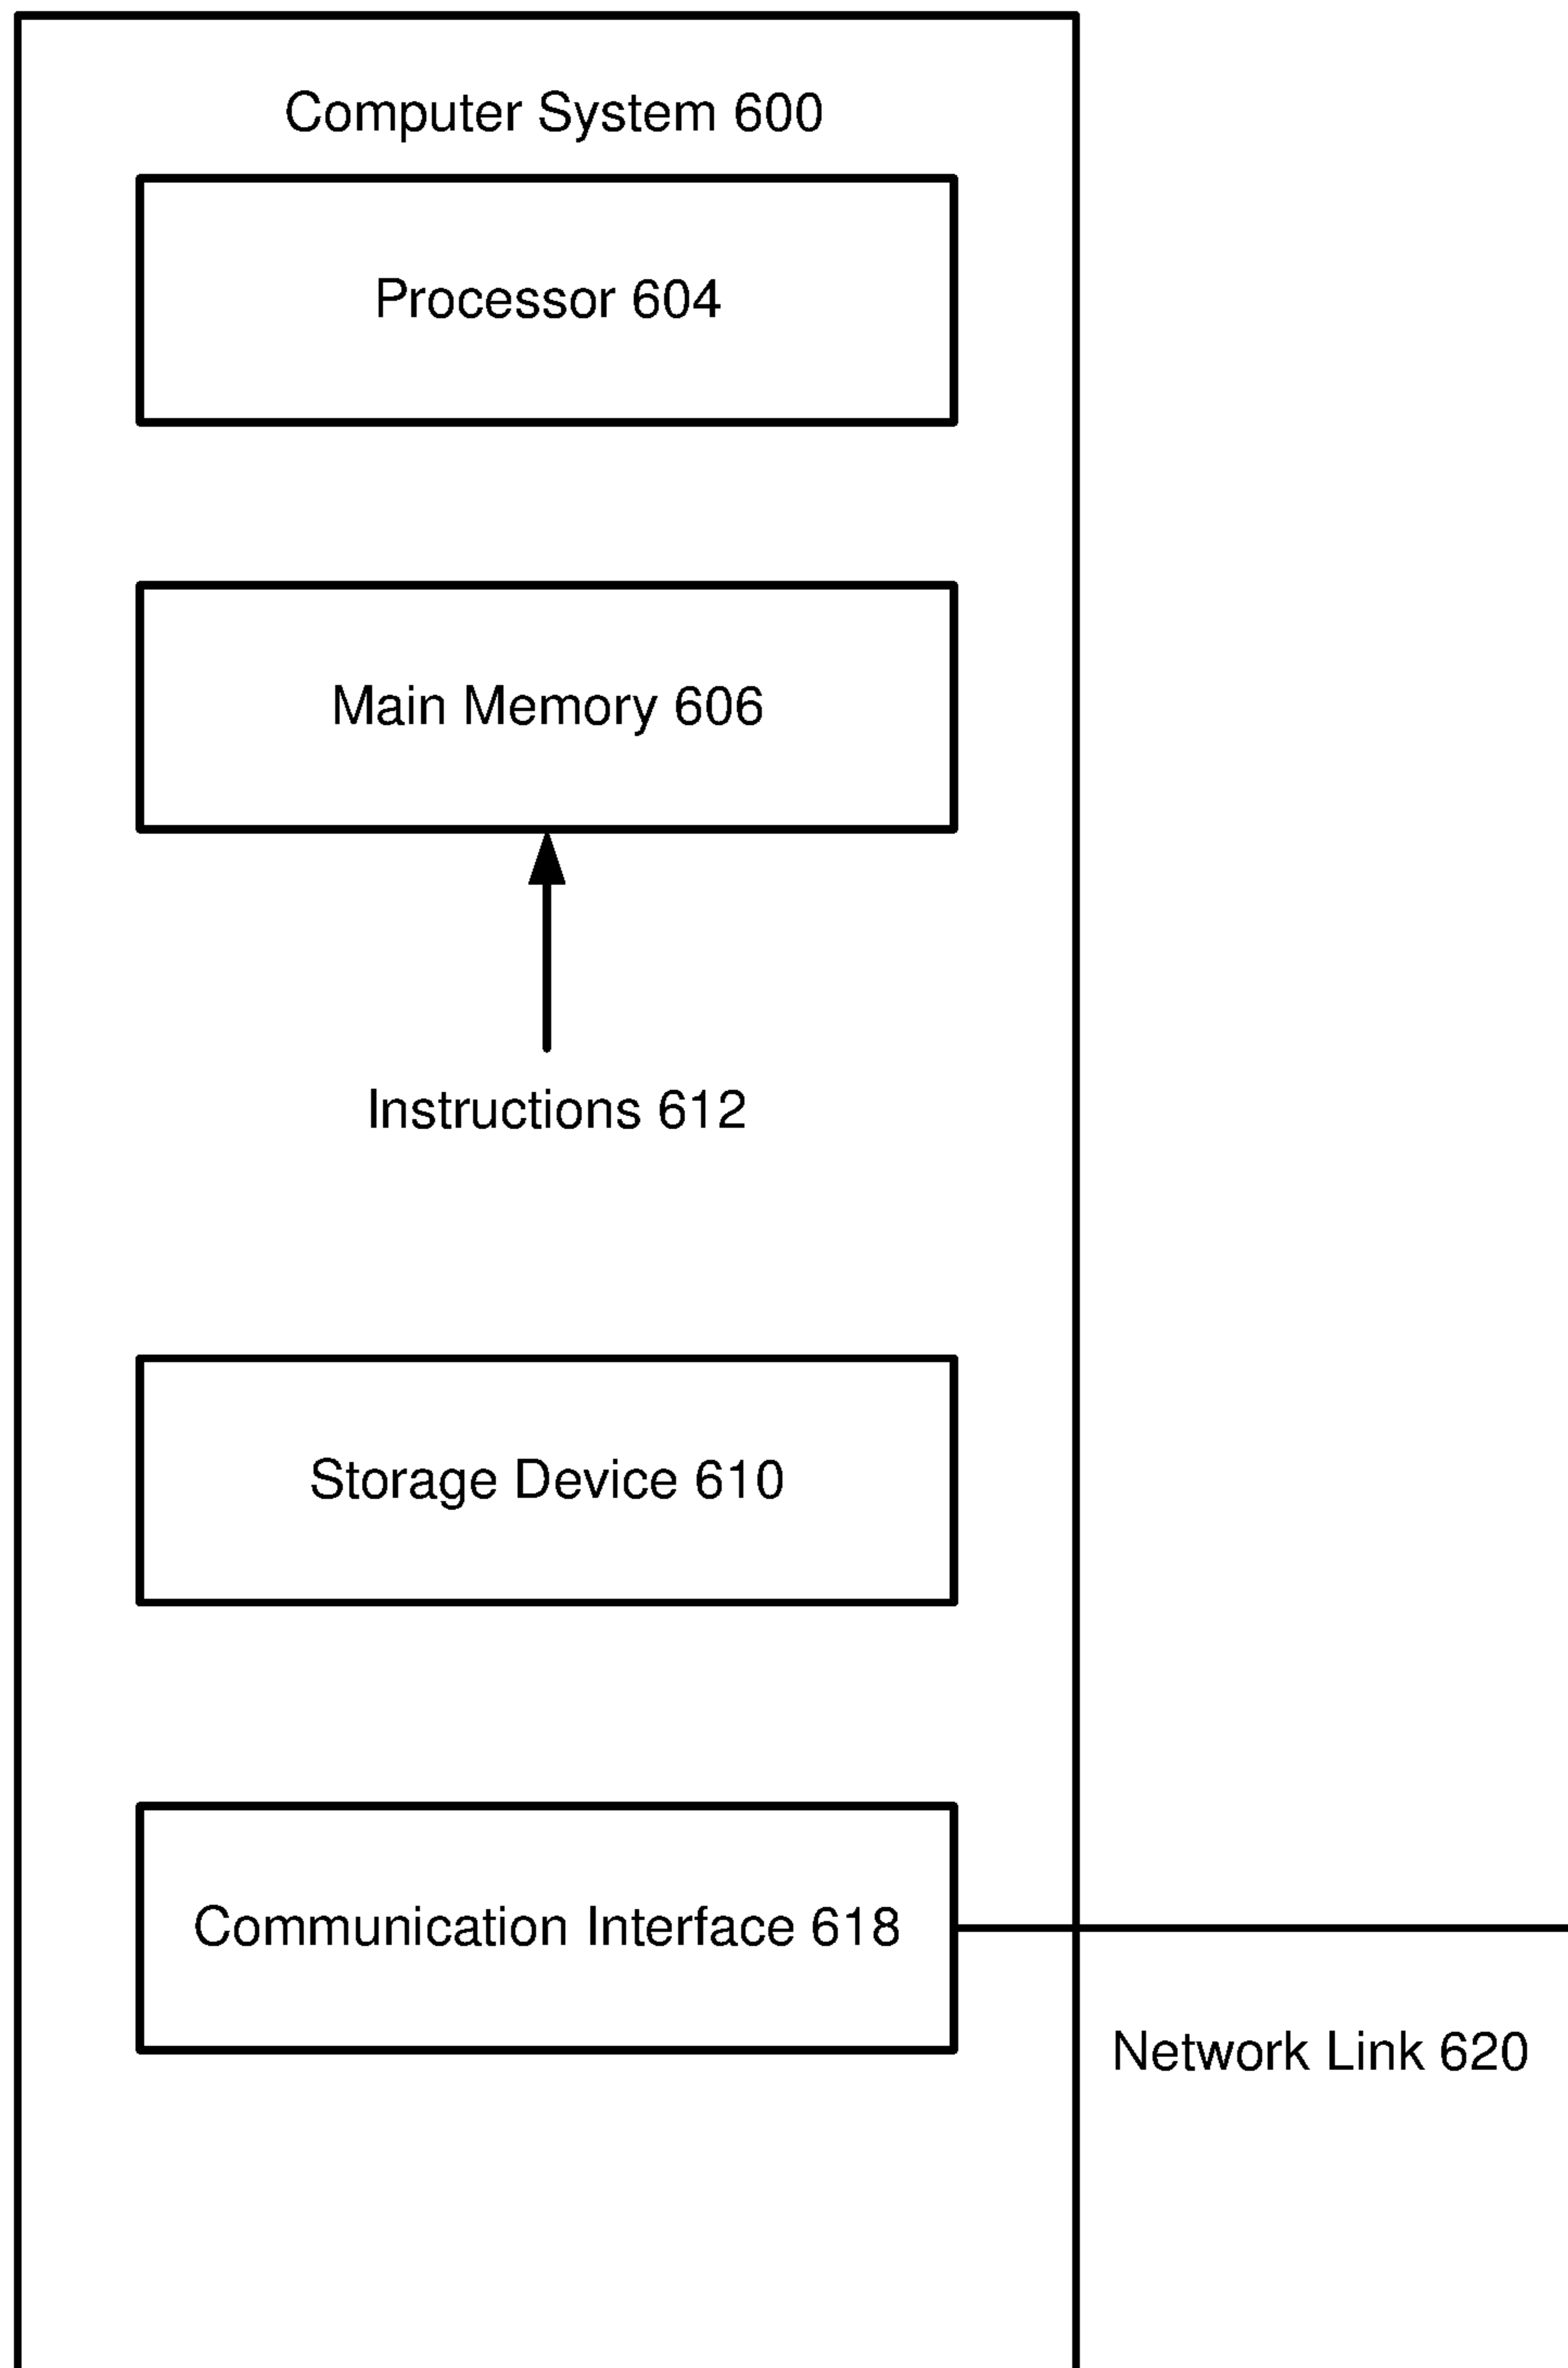 Computer System 600
Processor 604
Main Memory 606
Instructions 612
Storage Device 610
Communication Interface 618
Network Link 620